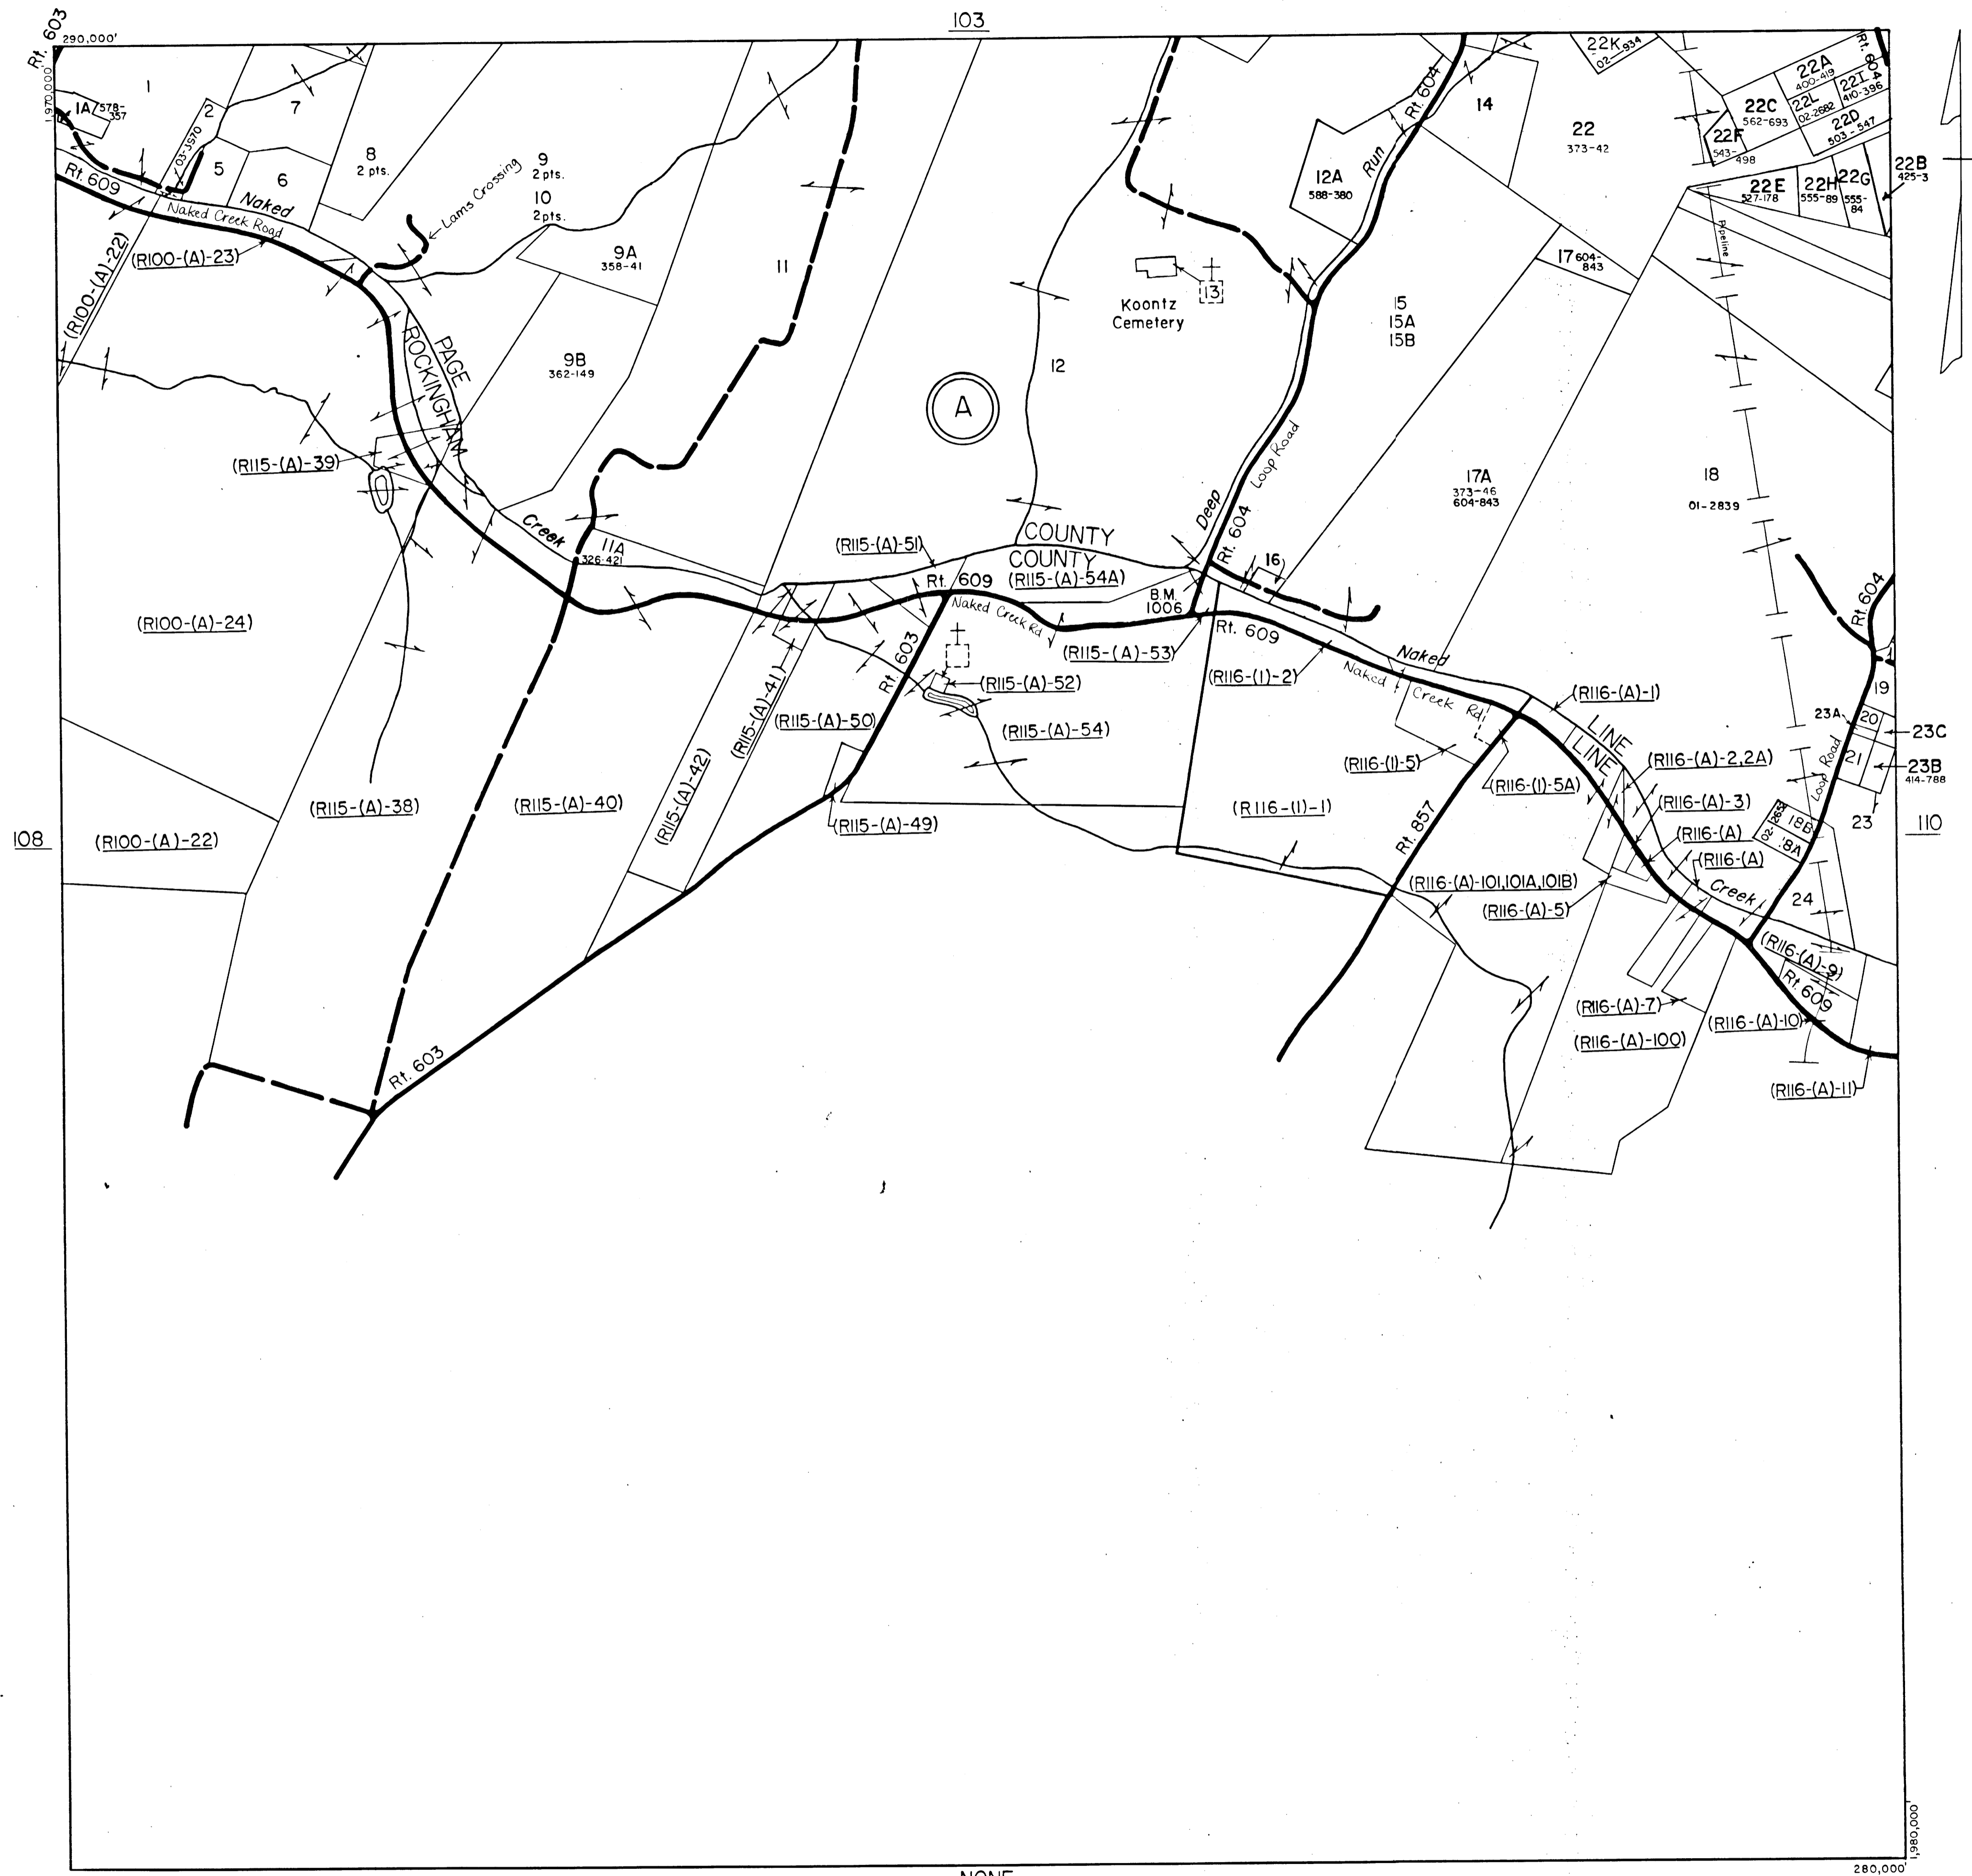 103
Rt. 603
290,000'
1,970,000'
1
1A
578-
357
2
03-3970
5
6
7
8
2 pts.
Lams Crossing
9
2 pts.
10
2 pts.
9A
358-41
9B
362-149
11
11A
326-421
12
12A
588-380
Koontz
Cemetery
13
A
14
15
15A
15B
16
17 604-
843
17A
373-46
604-843
18
01-2839
22
373-42
22K
02-934
22A
400-419
22I
410-396
22L
02-2682
22C
562-693
22D
503-547
22F
543-
498
22E
527-178
22H
555-89
22G
555-
84
22B
425-3
Rt. 604
Pipeline
Rt. 609
Naked
Naked Creek Road
(R100-(A)-23)
(R100-(A)-22)
PAGE
ROCKINGHAM
(R115-(A)-39)
Creek
(R100-(A)-24)
(R100-(A)-22)
(R115-(A)-38)
(R115-(A)-40)
(R115-(A)-42)
(R115-(A)-41)
(R115-(A)-50)
(R115-(A)-49)
(R115-(A)-51)
COUNTY
COUNTY
Rt. 609
(R115-(A)-54A)
Naked Creek Rd
B.M.
1006
(R115-(A)-53)
Rt. 603
(R115-(A)-52)
(R115-(A)-54)
Run
Rt. 604
Deep
Loop Road
Rt. 604
Rt. 609
(R116-(1)-2)
Naked
Naked Creek Rd
(R116-(A)-1)
LINE
LINE
(R116-(1)-5)
(R116-(1)-5A)
(R116-(1)-1)
Rt. 857
(R116-(A)-2,2A)
(R116-(A)-3)
(R116-(A)
(R116-(A)
(R116-(A)-101,101A,101B)
(R116-(A)-5)
Creek
(R116-(A)-7)
(R116-(A)-100)
(R116-(A)-9)
Rt. 609
(R116-(A)-10)
(R116-(A)-11)
Rt. 604
19
20
23A
23C
21
23B
414-788
Loop Road
18B
02-1265
18A
23
24
108
110
Rt. 603
NONE
280,000'
1,980,000'